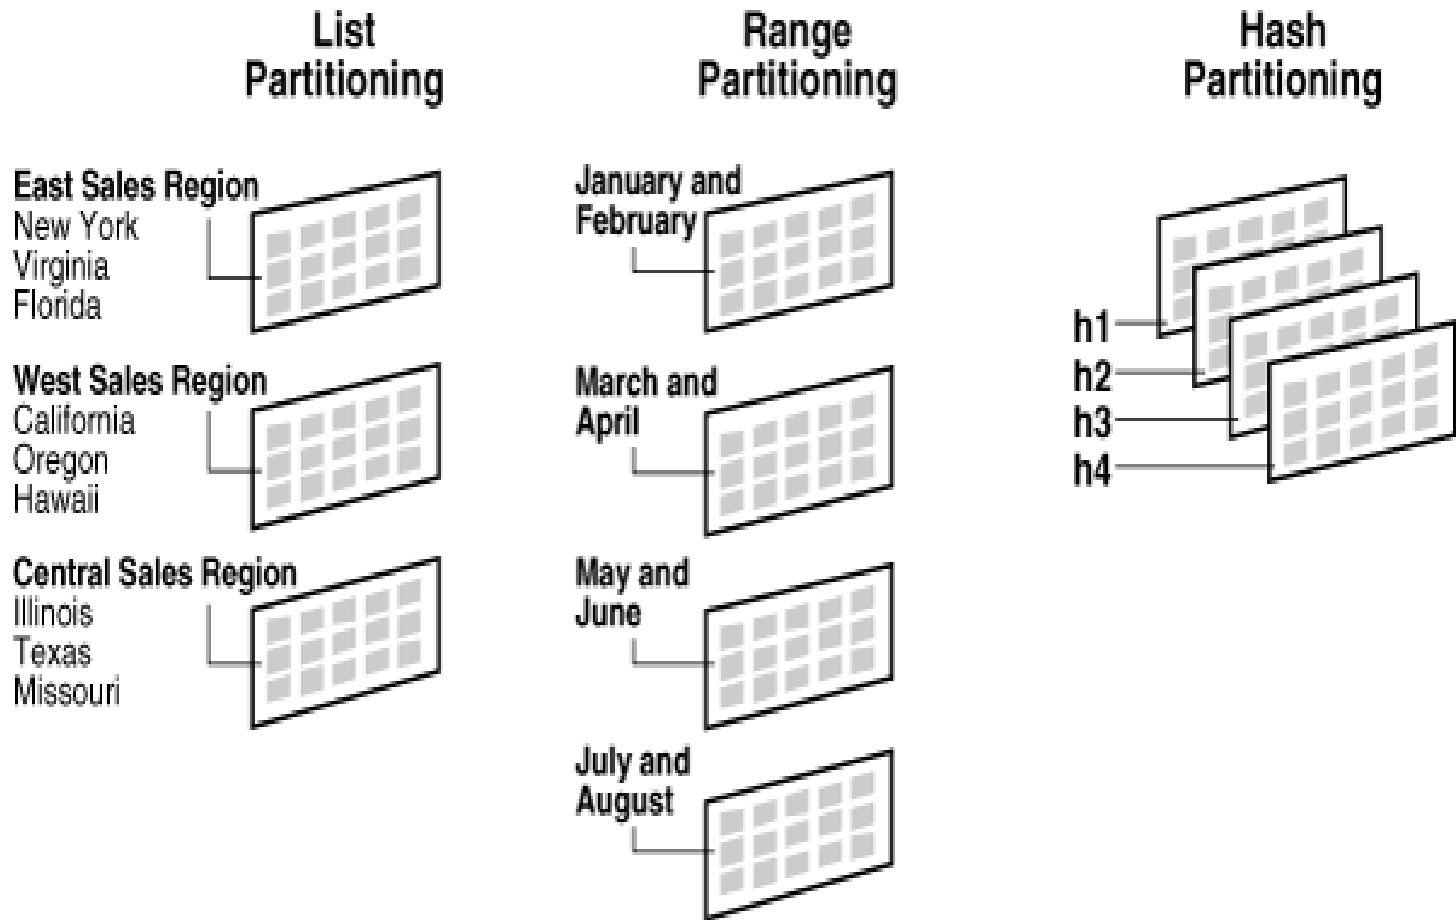 List
Partitioning
East Sales Region
New York
Virginia
Florida
West Sales Region
California
Oregon
Hawaii
Central Sales Region
Illinois
Texas
Missouri
Range
Partitioning
January and
February
March and
April
May and
June
July and
August
Hash
Partitioning
h1
h2
h3
h4